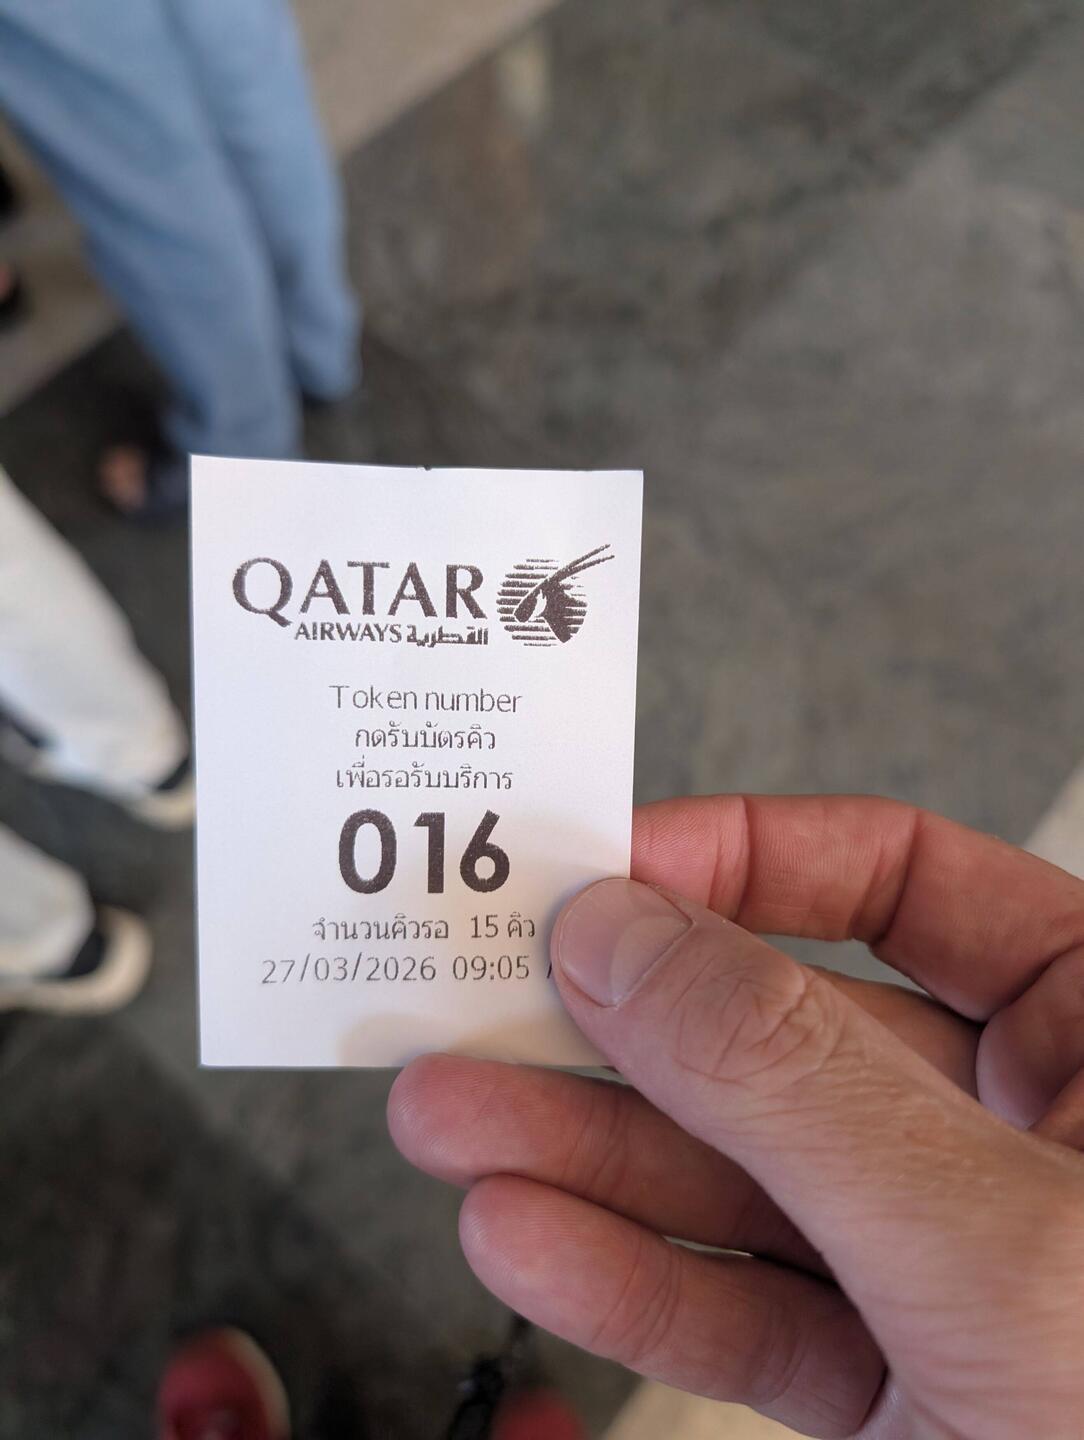 QATAR
AIRWAYS القطرية
Token number
กดรับบัตรคิว
เพื่อรอรับบริการ
016
จำนวนคิวรอ 15 คิว
27/03/2026 09:05